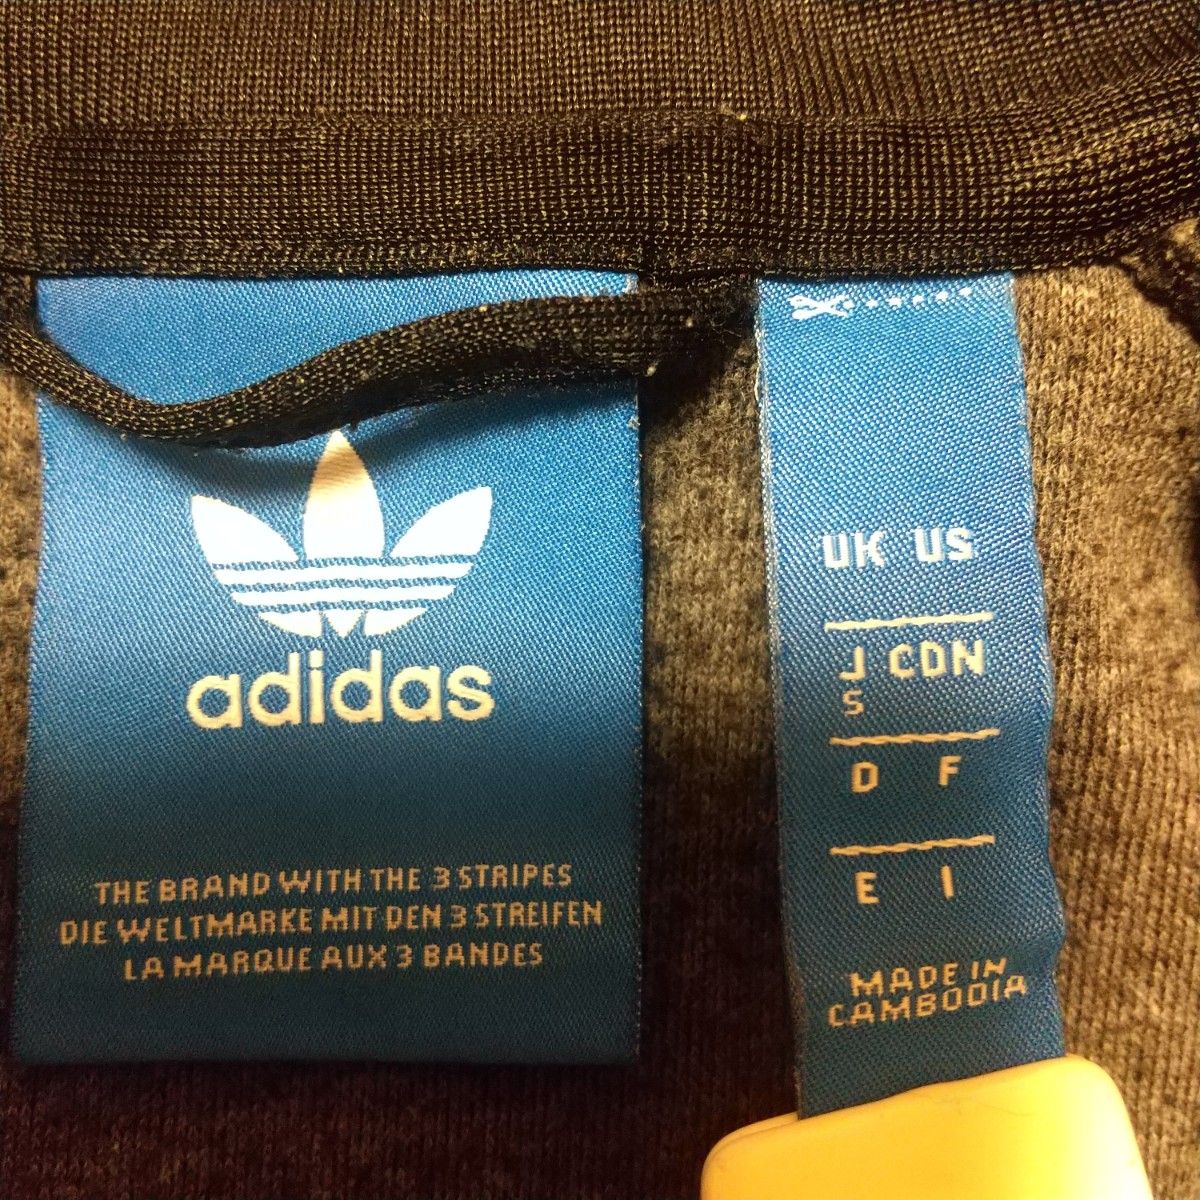 adidas
THE BRAND WITH THE 3 STRIPES
DIE WELTMARKE MIT DEN 3 STREIFEN
LA MARQUE AUX 3 BANDES
UK US
J CDN
S
D F
E I
MADE IN
CAMBODIA